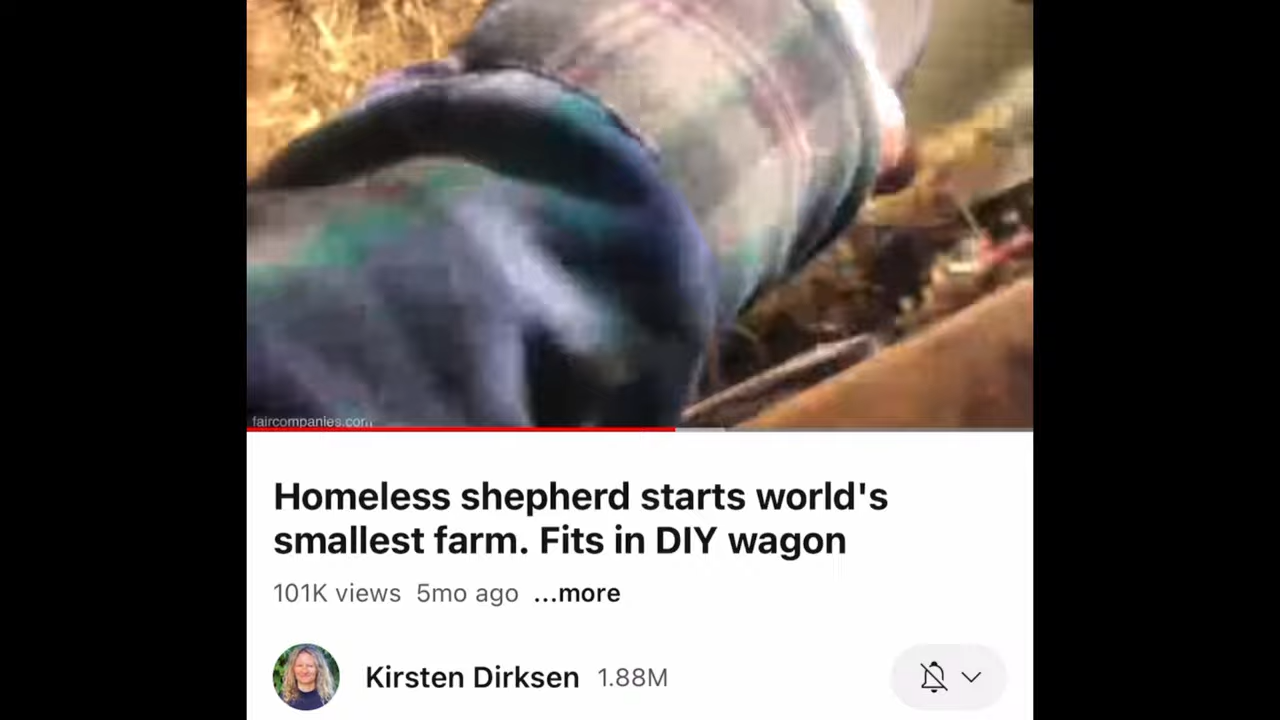 faircompanies.com
Homeless shepherd starts world's
smallest farm. Fits in DIY wagon
101K views 5mo ago ...more
Kirsten Dirksen 1.88M